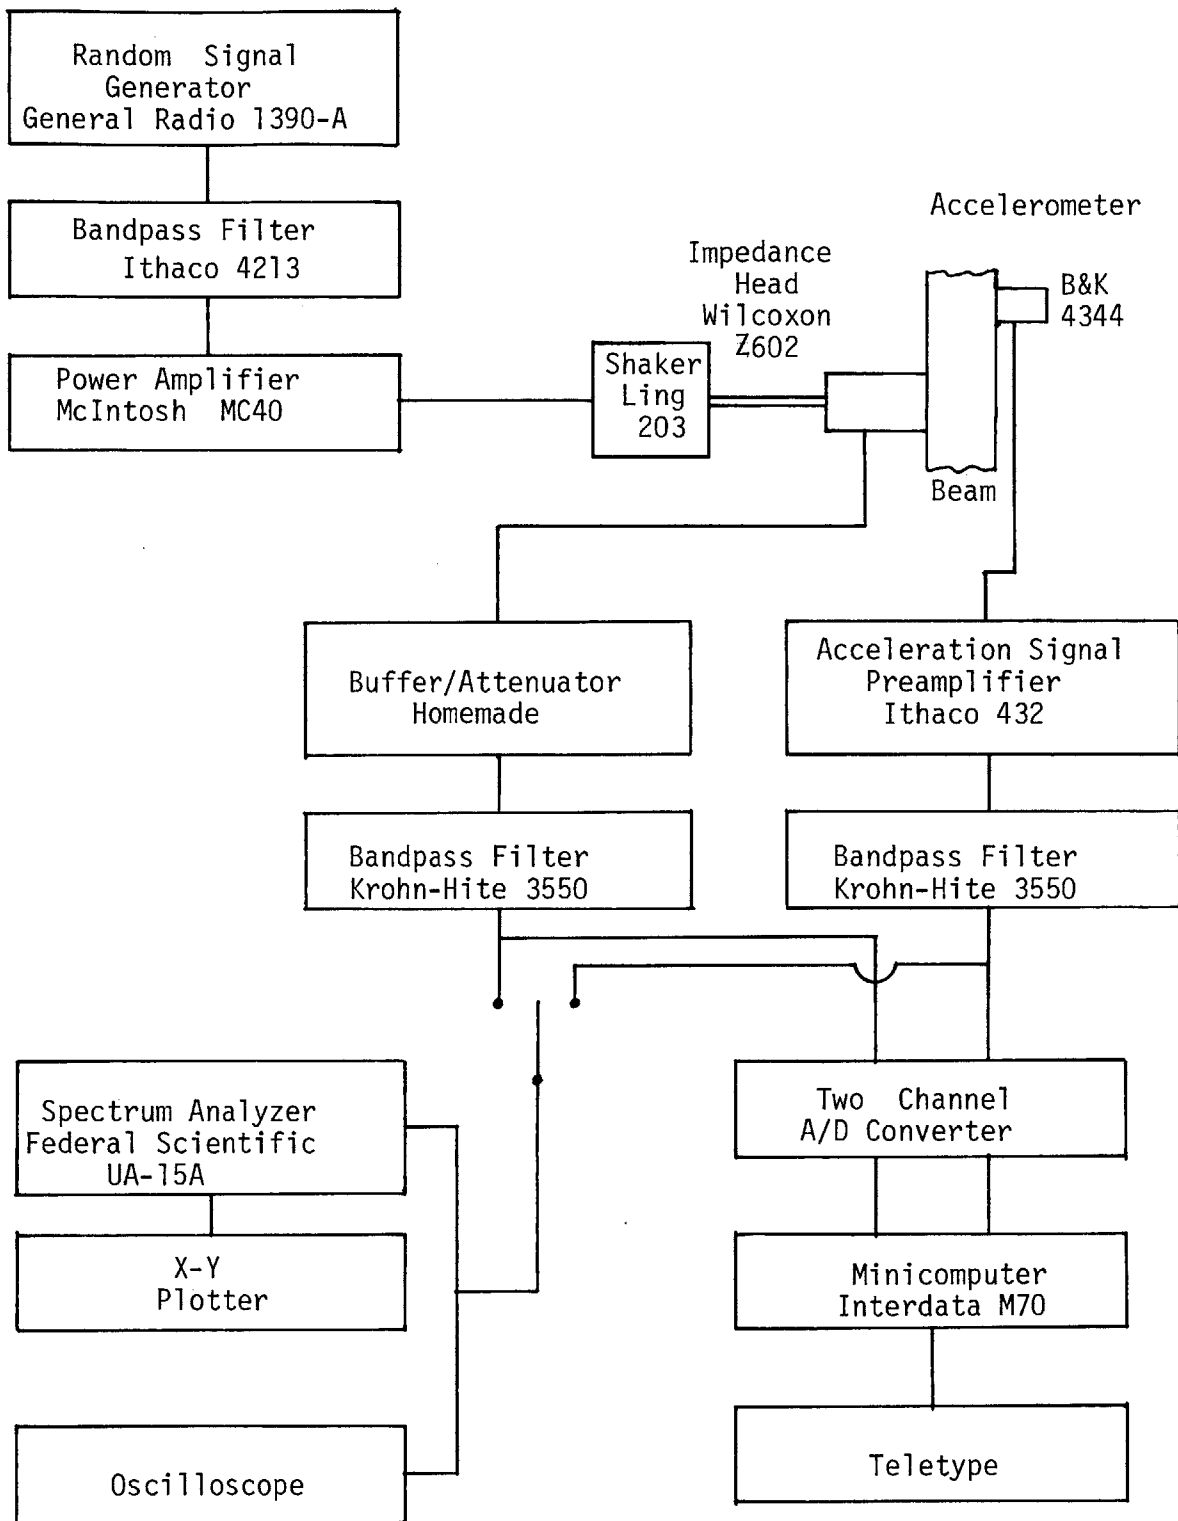 Random Signal
Generator
General Radio 1390-A
Bandpass Filter
Ithaco 4213
Power Amplifier
McIntosh MC40
Shaker
Ling
203
Impedance
Head
Wilcoxon
Z602
Accelerometer
B&K
4344
Beam
Buffer/Attenuator
Homemade
Acceleration Signal
Preamplifier
Ithaco 432
Bandpass Filter
Krohn-Hite 3550
Bandpass Filter
Krohn-Hite 3550
Spectrum Analyzer
Federal Scientific
UA-15A
X-Y
Plotter
Oscilloscope
Two Channel
A/D Converter
Minicomputer
Interdata M70
Teletype